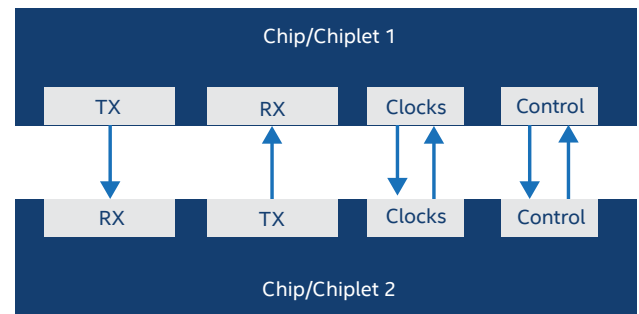 Chip/Chiplet 1
TX RX Clocks Control
RX TX Clocks Control
Chip/Chiplet 2